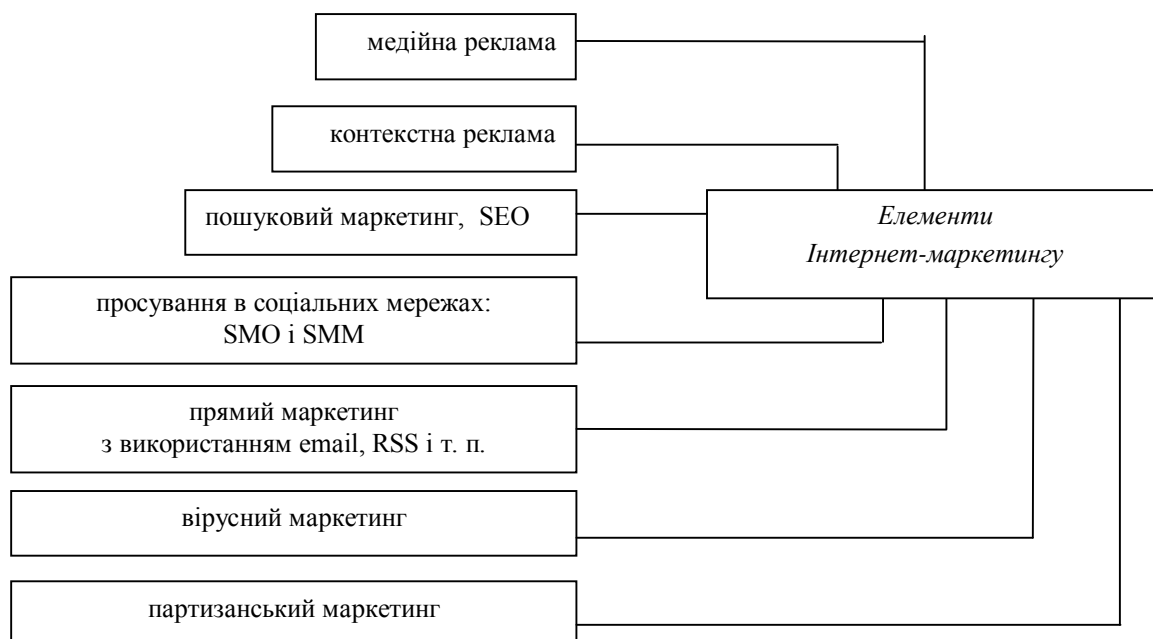 медійна реклама
контекстна реклама
пошуковий маркетинг, SEO
Елементи
Інтернет-маркетингу
просування в соціальних мережах:
SMO і SMM
прямий маркетинг
з використанням email, RSS і т. п.
вірусний маркетинг
партизанський маркетинг